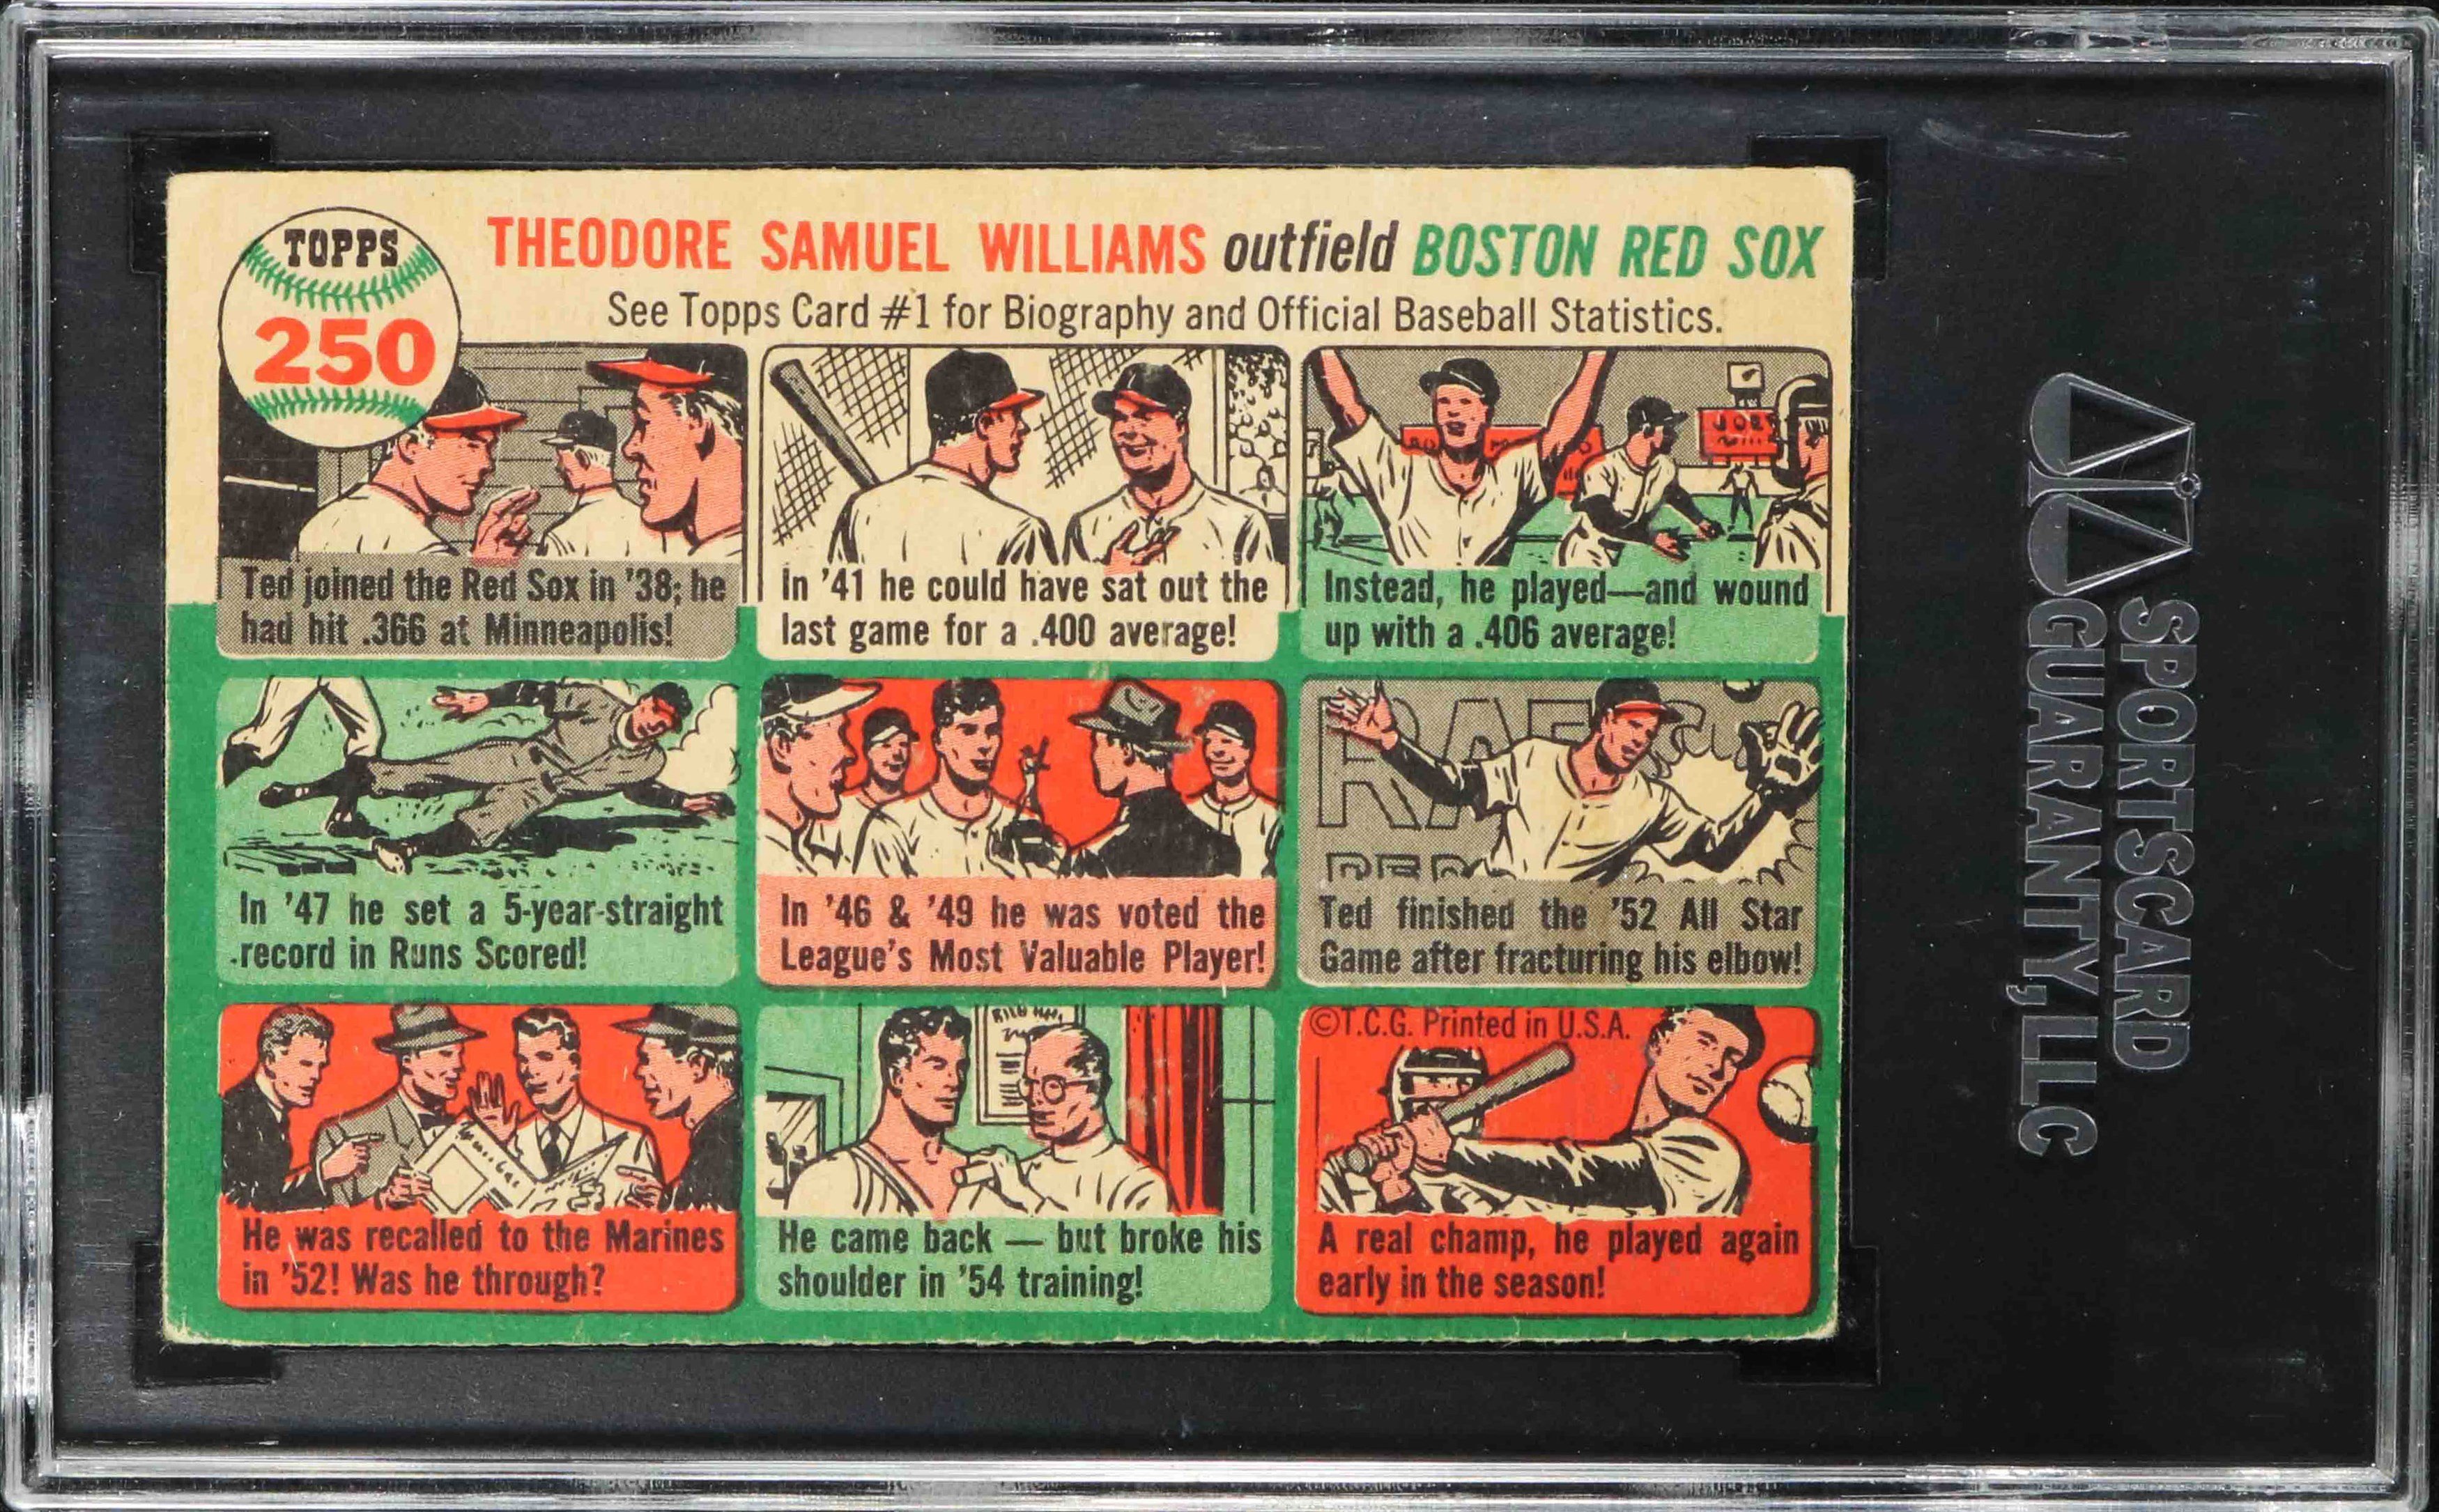 TOPPS
250
THEODORE SAMUEL WILLIAMS outfield BOSTON RED SOX
See Topps Card #1 for Biography and Official Baseball Statistics.
Ted joined the Red Sox in '38; he
had hit .366 at Minneapolis!
In '41 he could have sat out the
last game for a .400 average!
Instead, he played—and wound
up with a .406 average!
In '47 he set a 5-year-straight
record in Runs Scored!
In '46 & '49 he was voted the
League's Most Valuable Player!
Ted finished the '52 All Star
Game after fracturing his elbow!
He was recalled to the Marines
in '52! Was he through?
He came back — but broke his
shoulder in '54 training!
©T.C.G. Printed in U.S.A.
A real champ, he played again
early in the season!
SPORTSCARD
GUARANTY, LLC